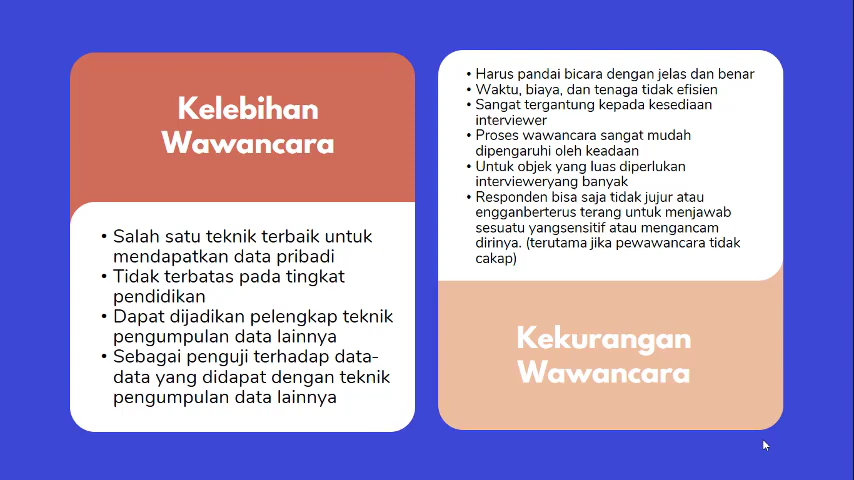 Kelebihan
Wawancara
• Salah satu teknik terbaik untuk
mendapatkan data pribadi
• Tidak terbatas pada tingkat
pendidikan
• Dapat dijadikan pelengkap teknik
pengumpulan data lainnya
• Sebagai penguji terhadap data-
data yang didapat dengan teknik
pengumpulan data lainnya
• Harus pandai bicara dengan jelas dan benar
• Waktu, biaya, dan tenaga tidak efisien
• Sangat tergantung kepada kesediaan
interviewer
• Proses wawancara sangat mudah
dipengaruhi oleh keadaan
• Untuk objek yang luas diperlukan
intervieweryang banyak
• Responden bisa saja tidak jujur atau
engganberterus terang untuk menjawab
sesuatu yangsensitif atau mengancam
dirinya. (terutama jika pewawancara tidak
cakap)
Kekurangan
Wawancara